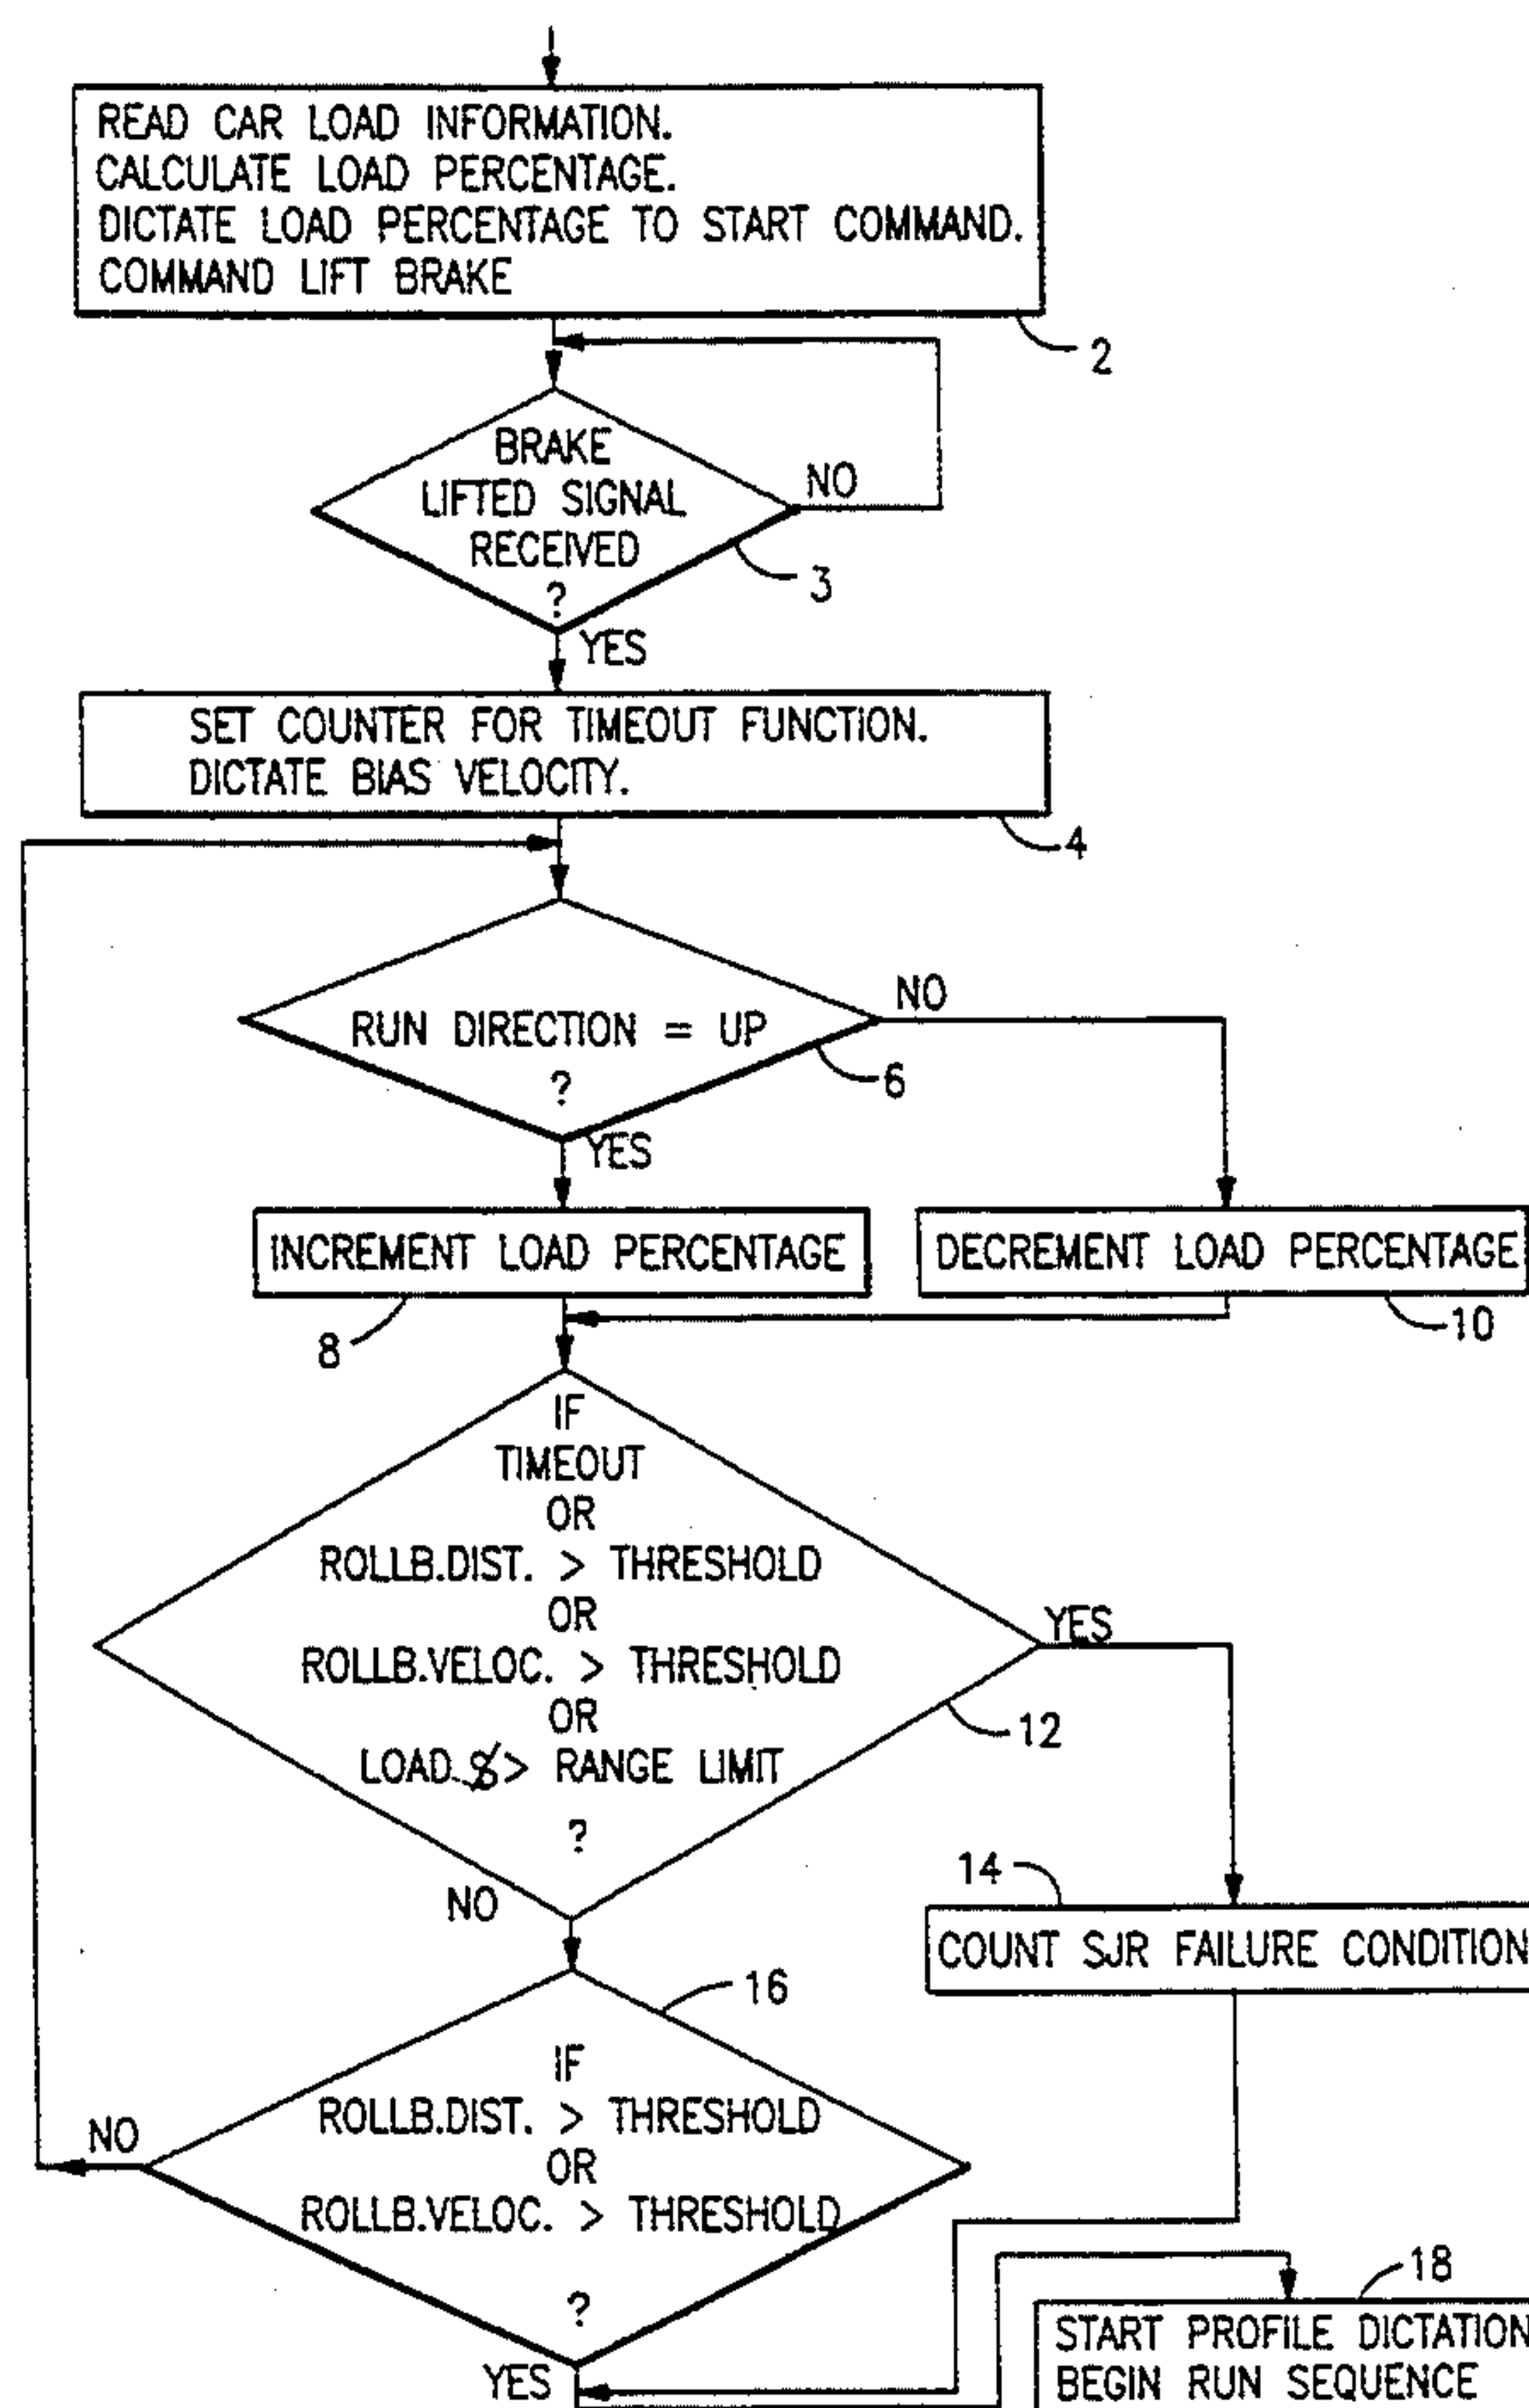 READ CAR LOAD INFORMATION.
CALCULATE LOAD PERCENTAGE.
DICTATE LOAD PERCENTAGE TO START COMMAND.
COMMAND LIFT BRAKE
2
BRAKE
LIFTED SIGNAL
RECEIVED
?
NO
3
YES
SET COUNTER FOR TIMEOUT FUNCTION.
DICTATE BIAS VELOCITY.
4
RUN DIRECTION = UP
?
NO
6
YES
INCREMENT LOAD PERCENTAGE
DECREMENT LOAD PERCENTAGE
8
10
IF
TIMEOUT
OR
ROLLB.DIST. > THRESHOLD
OR
ROLLB.VELOC. > THRESHOLD
OR
LOAD % > RANGE LIMIT
?
YES
12
NO
14
COUNT SJR FAILURE CONDITION
16
IF
ROLLB.DIST. > THRESHOLD
OR
ROLLB.VELOC. > THRESHOLD
?
NO
YES
18
START PROFILE DICTATION
BEGIN RUN SEQUENCE